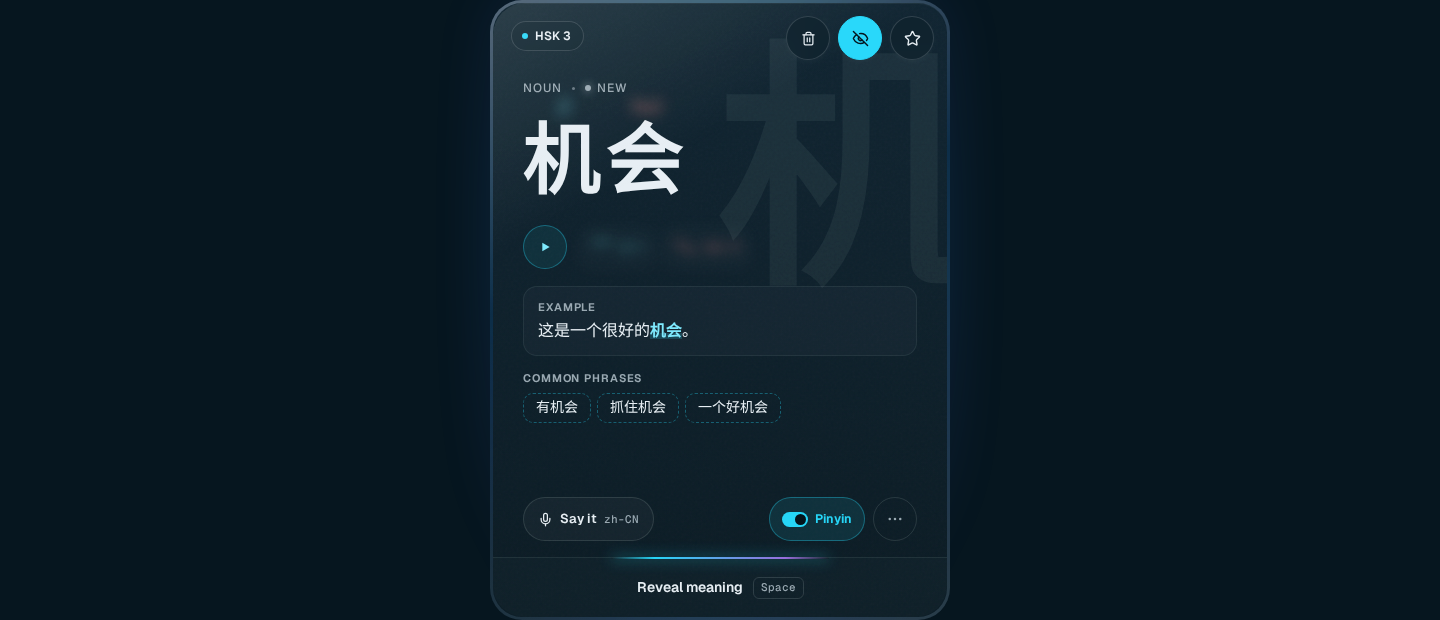 HSK 3
NOUN • NEW
机会
机
EXAMPLE
这是一个很好的机会。
COMMON PHRASES
有机会 抓住机会 一个好机会
Say it zh-CN Pinyin
Reveal meaning Space